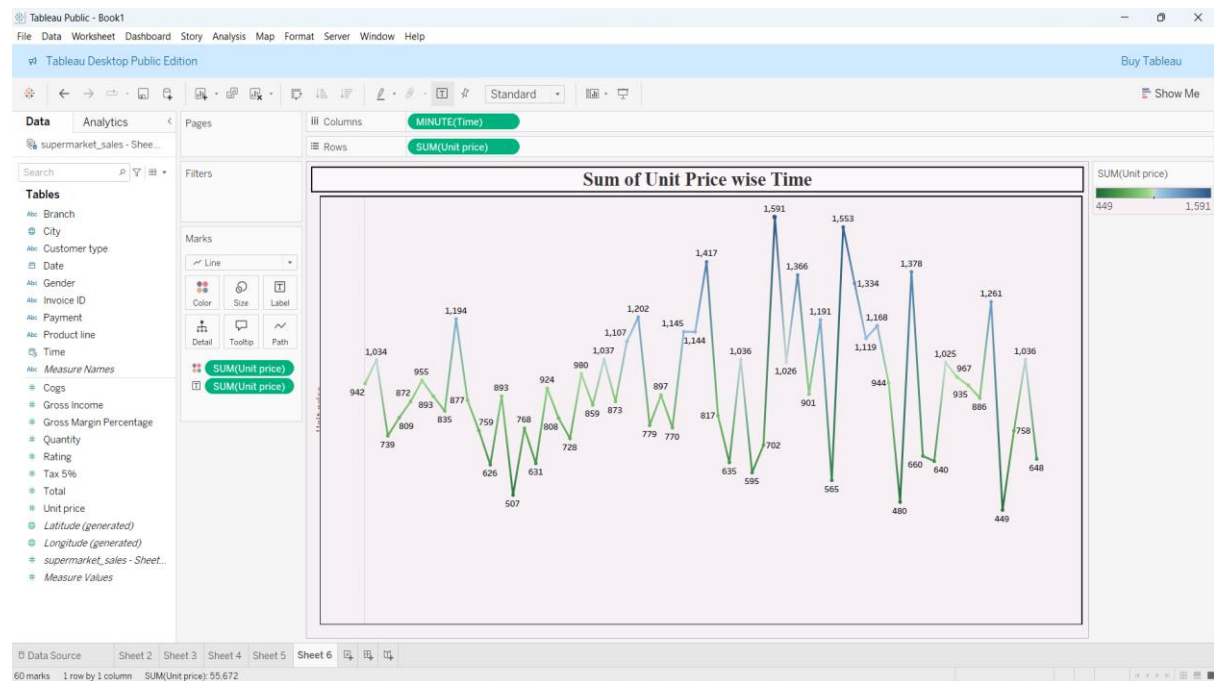 Tableau Public - Book1
File Data Worksheet Dashboard Story Analysis Map Format Server Window Help
Tableau Desktop Public Edition
Buy Tableau
Standard
Show Me
Data Analytics
supermarket_sales - Shee...
Search
Tables
Abc Branch
City
Abc Customer type
Date
Abc Gender
Abc Invoice ID
Abc Payment
Abc Product line
Time
Abc Measure Names
# Cogs
# Gross Income
# Gross Margin Percentage
# Quantity
# Rating
# Tax 5%
# Total
# Unit price
Latitude (generated)
Longitude (generated)
# supermarket_sales - Sheet...
# Measure Values
Pages
Filters
Marks
Line
Color Size Label
Detail Tooltip Path
SUM(Unit price)
SUM(Unit price)
iii Columns MINUTE(Time)
Rows SUM(Unit price)
Sum of Unit Price wise Time
942
1,034
739
809
872
955
893
835
1,194
877
759
626
893
507
768
631
924
808
728
980
859
1,037
873
1,107
1,202
779
897
770
1,145
1,144
1,417
817
635
1,036
595
702
1,591
1,026
1,366
901
1,191
565
1,553
1,334
1,119
1,168
944
480
1,378
660
640
1,025
967
935
886
1,261
449
758
1,036
648
SUM(Unit price)
449 1,591
Data Source Sheet 2 Sheet 3 Sheet 4 Sheet 5 Sheet 6
60 marks 1 row by 1 column SUM(Unit price): 55,672